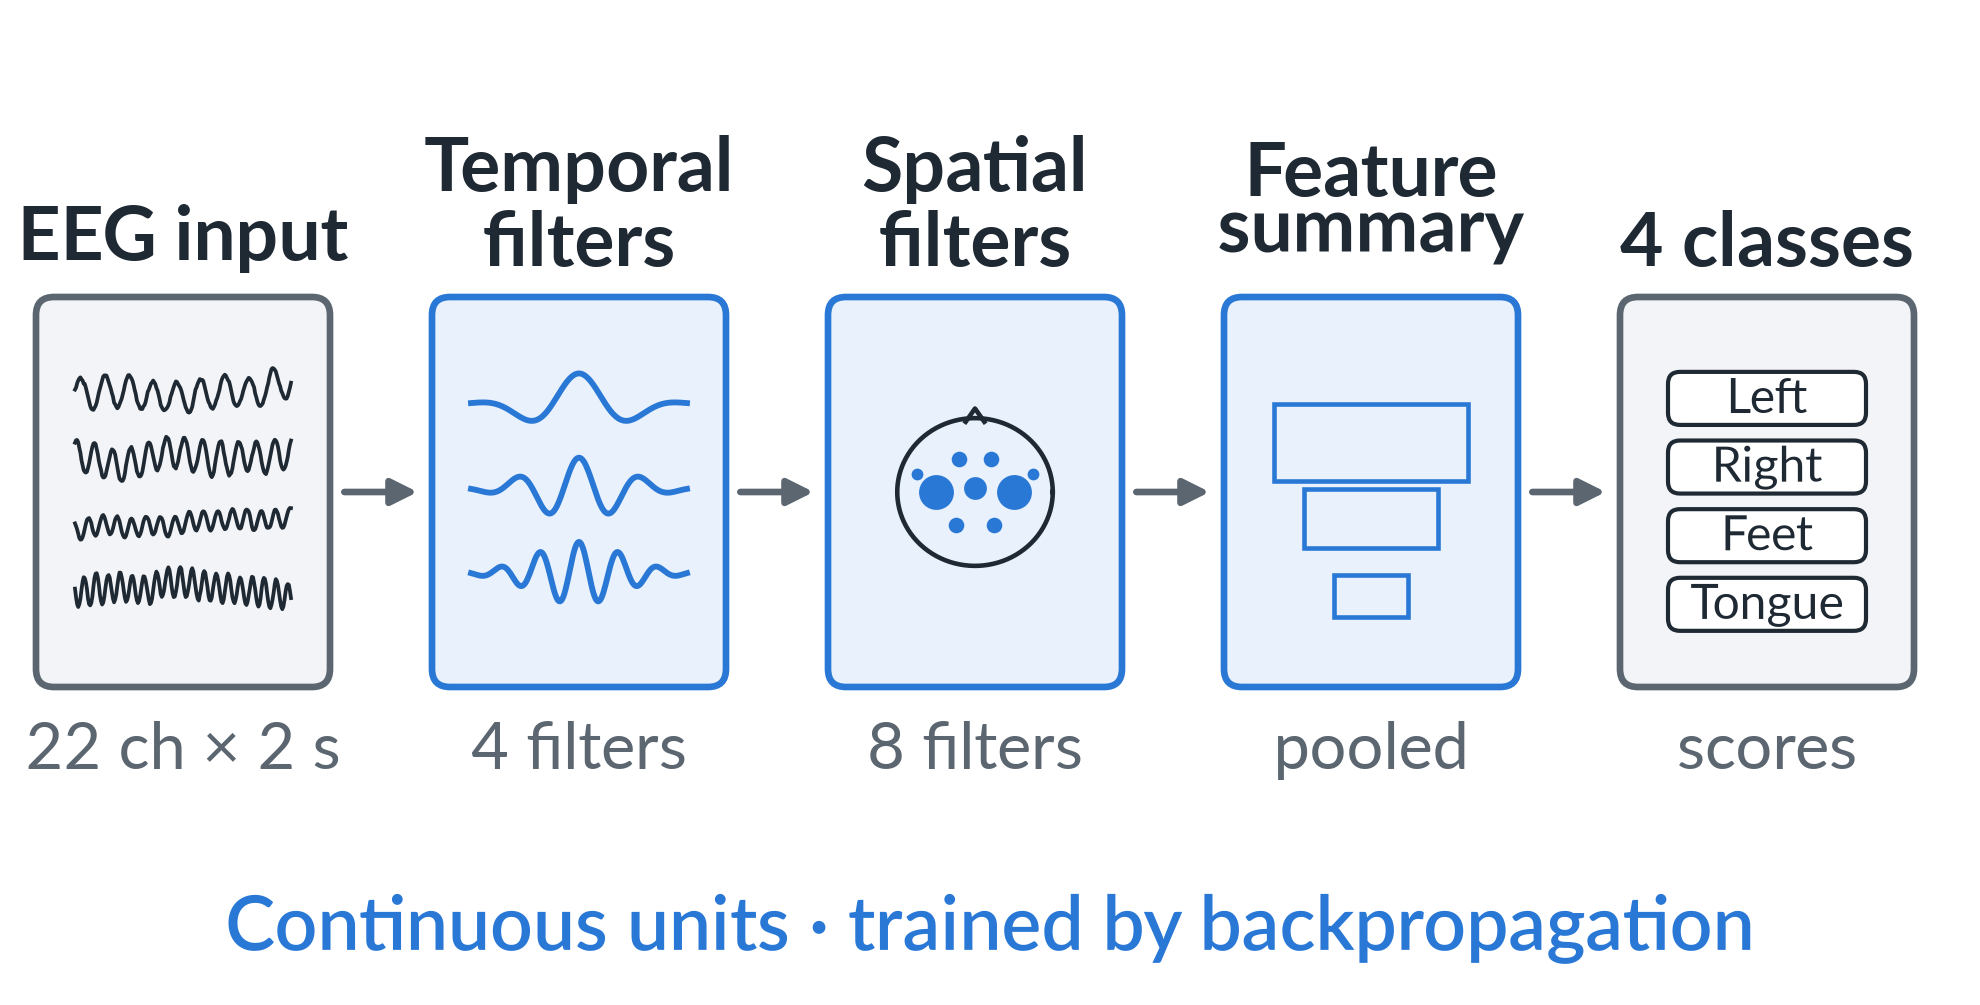 EEG input
Temporal
filters
Spatial
filters
Feature
summary
4 classes
Left
Right
Feet
Tongue
22 ch × 2 s
4 filters
8 filters
pooled
scores
Continuous units · trained by backpropagation